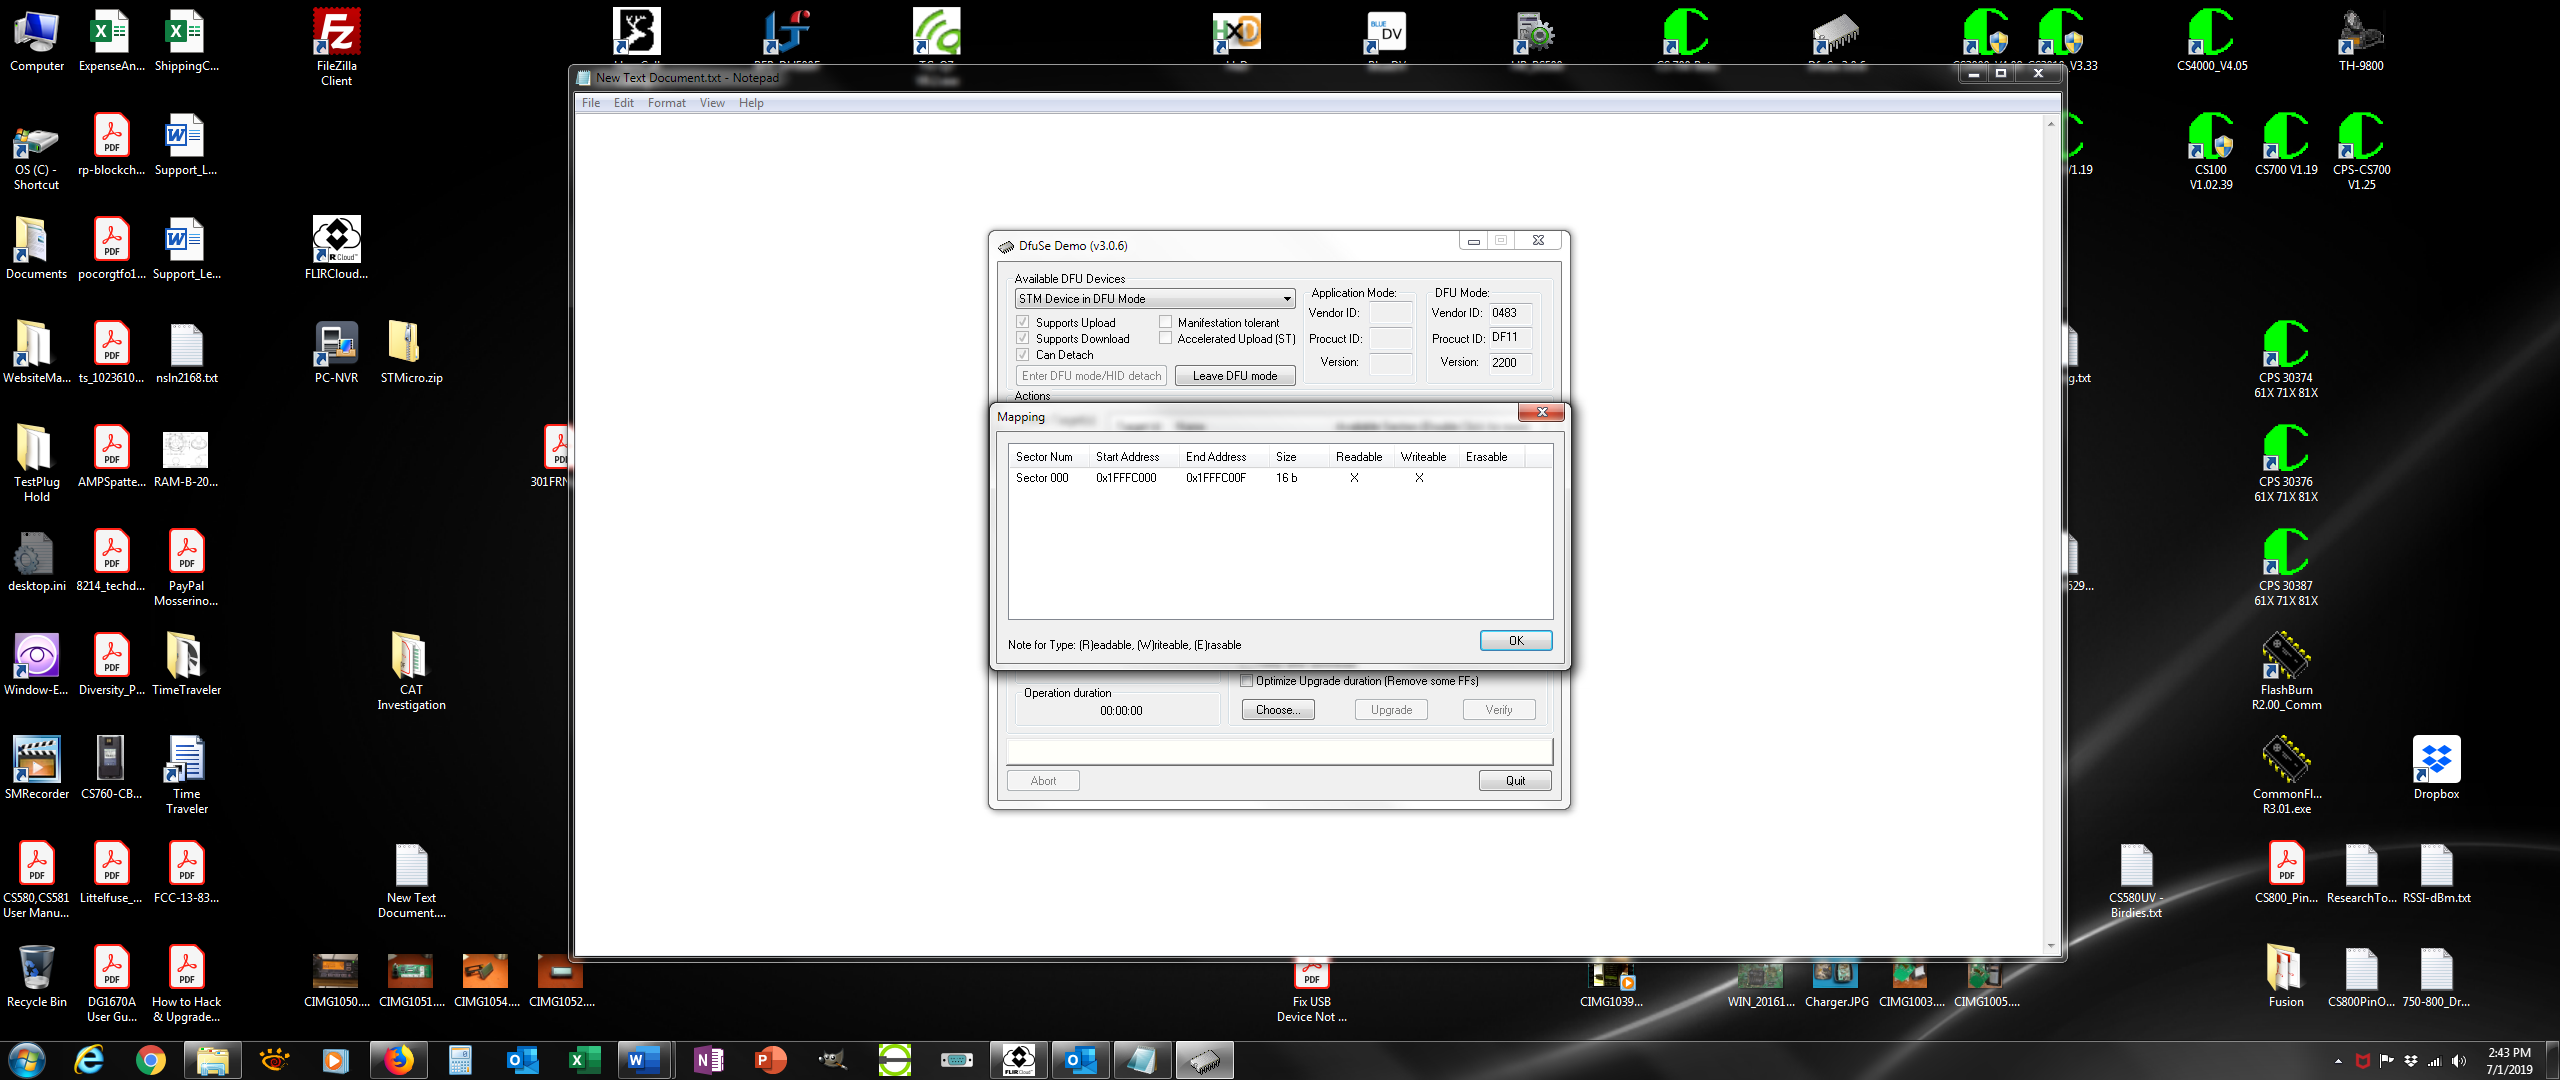 Computer
ExpenseAn...
ShippingC...
FileZilla
Client
CS4000_V4.05
TH-9800
New Text Document.txt - Notepad
File Edit Format View Help
OS (C) -
Shortcut
rp-blockch...
Support_L...
CS100
V1.02.39
CS700 V1.19
CPS-CS700
V1.25
Documents
pocorgtfo1...
Support_Le...
FLIRCloud...
WebsiteMa...
ts_1023610...
nsln2168.txt
PC-NVR
STMicro.zip
CPS 30374
61X 71X 81X
TestPlug
Hold
AMPSpatte...
RAM-B-20...
CPS 30376
61X 71X 81X
desktop.ini
8214_techd...
PayPal
Mosserino...
CPS 30387
61X 71X 81X
Window-E...
Diversity_P...
TimeTraveler
CAT
Investigation
FlashBurn
R2.00_Comm
SMRecorder
CS760-CB...
Time
Traveler
CommonFl...
R3.01.exe
Dropbox
CS580,CS581
User Manu...
Littelfuse_...
FCC-13-83...
New Text
Document....
CS580UV -
Birdies.txt
CS800_Pin...
ResearchTo...
RSSI-dBm.txt
Recycle Bin
DG1670A
User Gu...
How to Hack
& Upgrade...
CIMG1050....
CIMG1051....
CIMG1054....
CIMG1052....
Fix USB
Device Not ...
CIMG1039...
WIN_20161...
Charger.JPG
CIMG1003....
CIMG1005....
Fusion
CS800PinO...
750-800_Dr...
DfuSe Demo (v3.0.6)
Available DFU Devices
STM Device in DFU Mode
Supports Upload
Manifestation tolerant
Supports Download
Accelerated Upload (ST)
Can Detach
Enter DFU mode/HID detach
Leave DFU mode
Application Mode:
Vendor ID:
Procuct ID:
Version:
DFU Mode:
Vendor ID: 0483
Procuct ID: DF11
Version: 2200
Actions
Mapping
Sector Num Start Address End Address Size Readable Writeable Erasable
Sector 000 0x1FFFC000 0x1FFFC00F 16 b X X
Note for Type: (R)eadable, (W)riteable, (E)rasable
OK
Optimize Upgrade duration (Remove some FFs)
Operation duration
00:00:00
Choose...
Upgrade
Verify
Abort
Quit
2:43 PM
7/1/2019